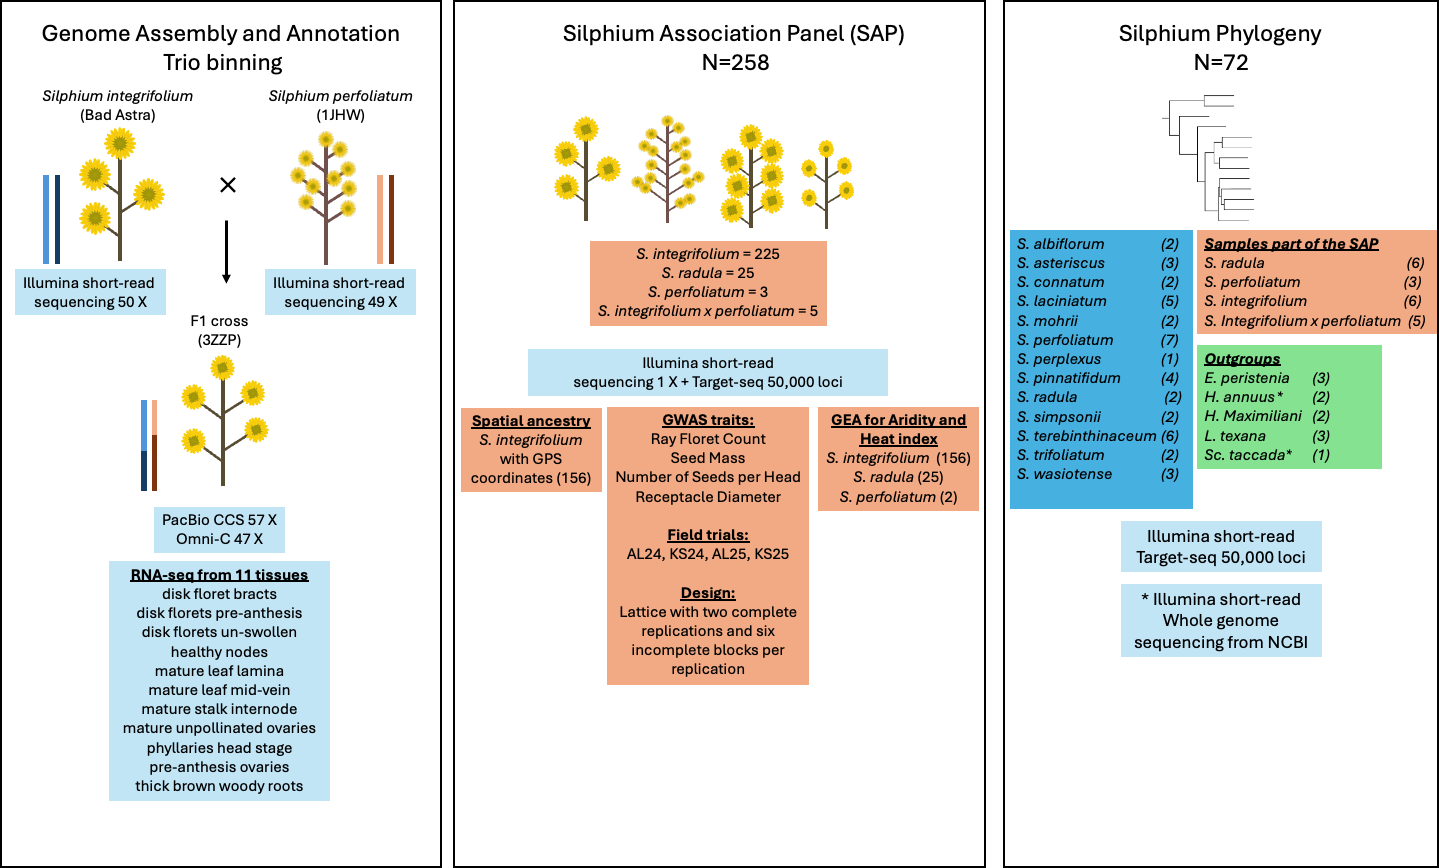 Genome Assembly and Annotation
Trio binning
Silphium integrifolium
(Bad Astra)
Silphium perfoliatum
(1JHW)
×
Illumina short-read
sequencing 50 X
Illumina short-read
sequencing 49 X
F1 cross
(3ZZP)
PacBio CCS 57 X
Omni-C 47 X
RNA-seq from 11 tissues
disk floret bracts
disk florets pre-anthesis
disk florets un-swollen
healthy nodes
mature leaf lamina
mature leaf mid-vein
mature stalk internode
mature unpollinated ovaries
phyllaries head stage
pre-anthesis ovaries
thick brown woody roots
Silphium Association Panel (SAP)
N=258
S. integrifolium = 225
S. radula = 25
S. perfoliatum = 3
S. integrifolium x perfoliatum = 5
Illumina short-read
sequencing 1 X + Target-seq 50,000 loci
Spatial ancestry
S. integrifolium
with GPS
coordinates (156)
GWAS traits:
Ray Floret Count
Seed Mass
Number of Seeds per Head
Receptacle Diameter
Field trials:
AL24, KS24, AL25, KS25
Design:
Lattice with two complete
replications and six
incomplete blocks per
replication
GEA for Aridity and
Heat index
S. integrifolium (156)
S. radula (25)
S. perfoliatum (2)
Silphium Phylogeny
N=72
S. albiflorum (2)
S. asteriscus (3)
S. connatum (2)
S. laciniatum (5)
S. mohrii (2)
S. perfoliatum (7)
S. perplexus (1)
S. pinnatifidum (4)
S. radula (2)
S. simpsonii (2)
S. terebinthinaceum (6)
S. trifoliatum (2)
S. wasiotense (3)
Samples part of the SAP
S. radula (6)
S. perfoliatum (3)
S. integrifolium (6)
S. Integrifolium x perfoliatum (5)
Outgroups
E. peristenia (3)
H. annuus* (2)
H. Maximiliani (2)
L. texana (3)
Sc. taccada* (1)
Illumina short-read
Target-seq 50,000 loci
* Illumina short-read
Whole genome
sequencing from NCBI